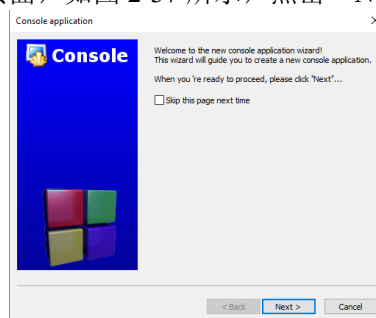 Console application
Console
Welcome to the new console application wizard!
This wizard will guide you to create a new console application.
When you 're ready to proceed, please click "Next"...
Skip this page next time
< Back
Next >
Cancel